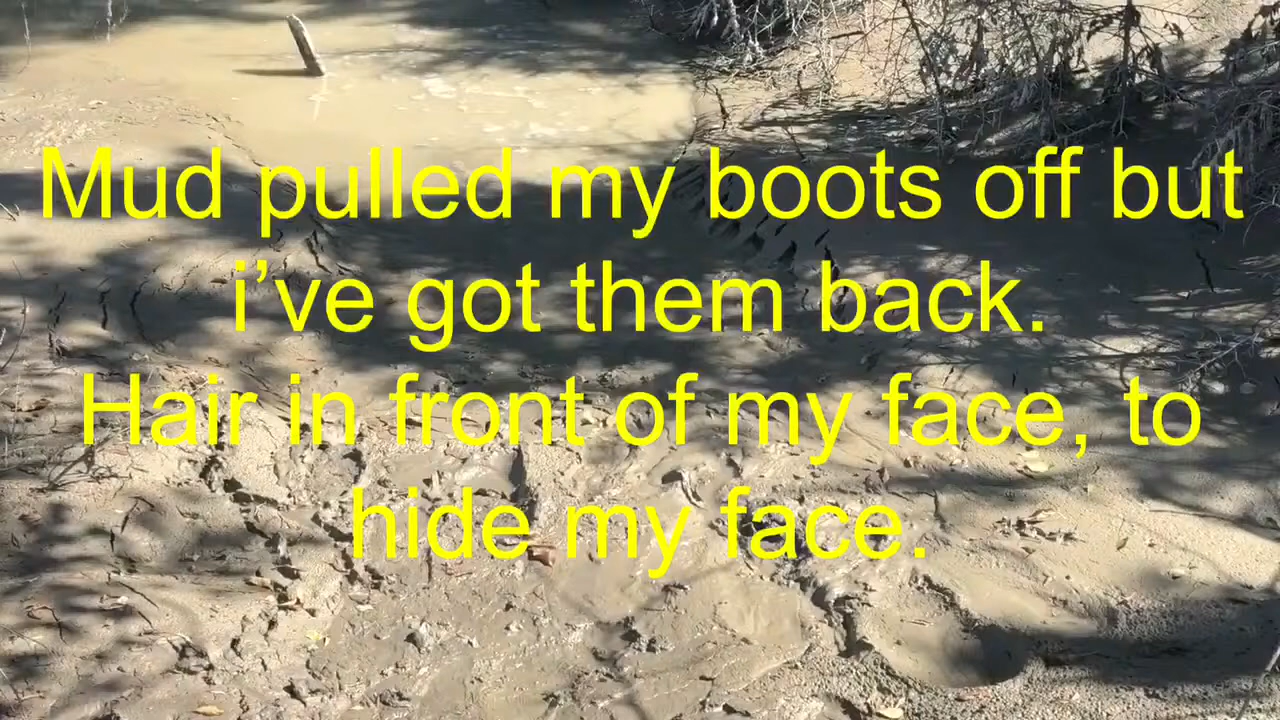 Mud pulled my boots off but
i’ve got them back.
Hair in front of my face, to
hide my face.